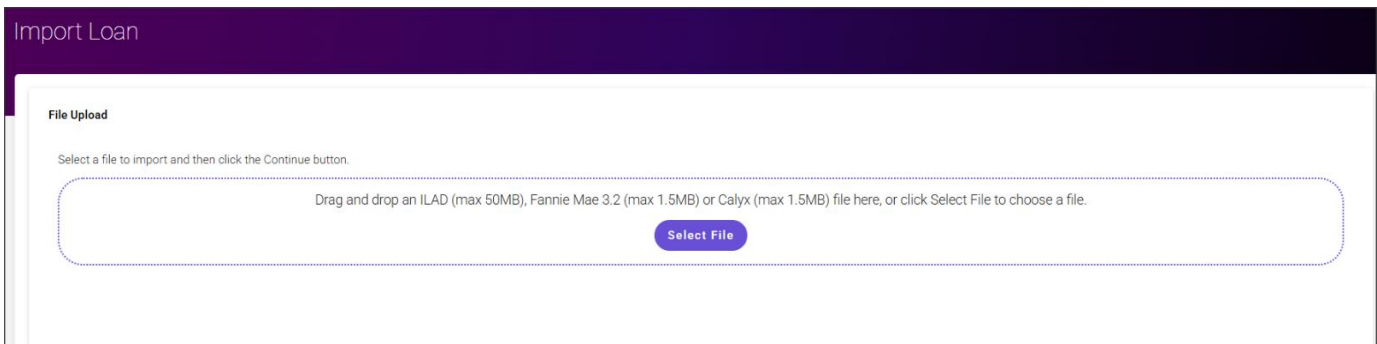 Import Loan
File Upload
Select a file to import and then click the Continue button.
Drag and drop an ILAD (max 50MB), Fannie Mae 3.2 (max 1.5MB) or Calyx (max 1.5MB) file here, or click Select File to choose a file.
Select File